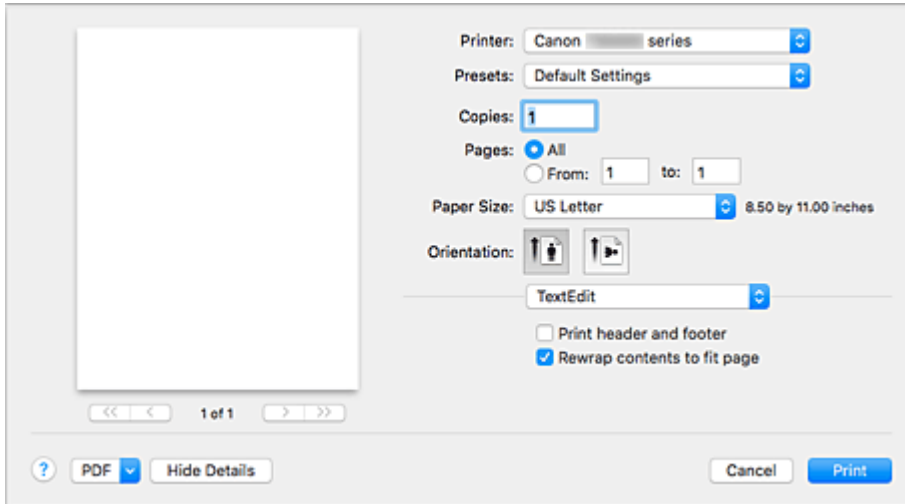 Printer: Canon series
Presets: Default Settings
Copies: 1
Pages: All
From: 1 to: 1
Paper Size: US Letter 8.50 by 11.00 inches
Orientation:
TextEdit
Print header and footer
Rewrap contents to fit page
<< < 1 of 1 > >>
? PDF Hide Details Cancel Print